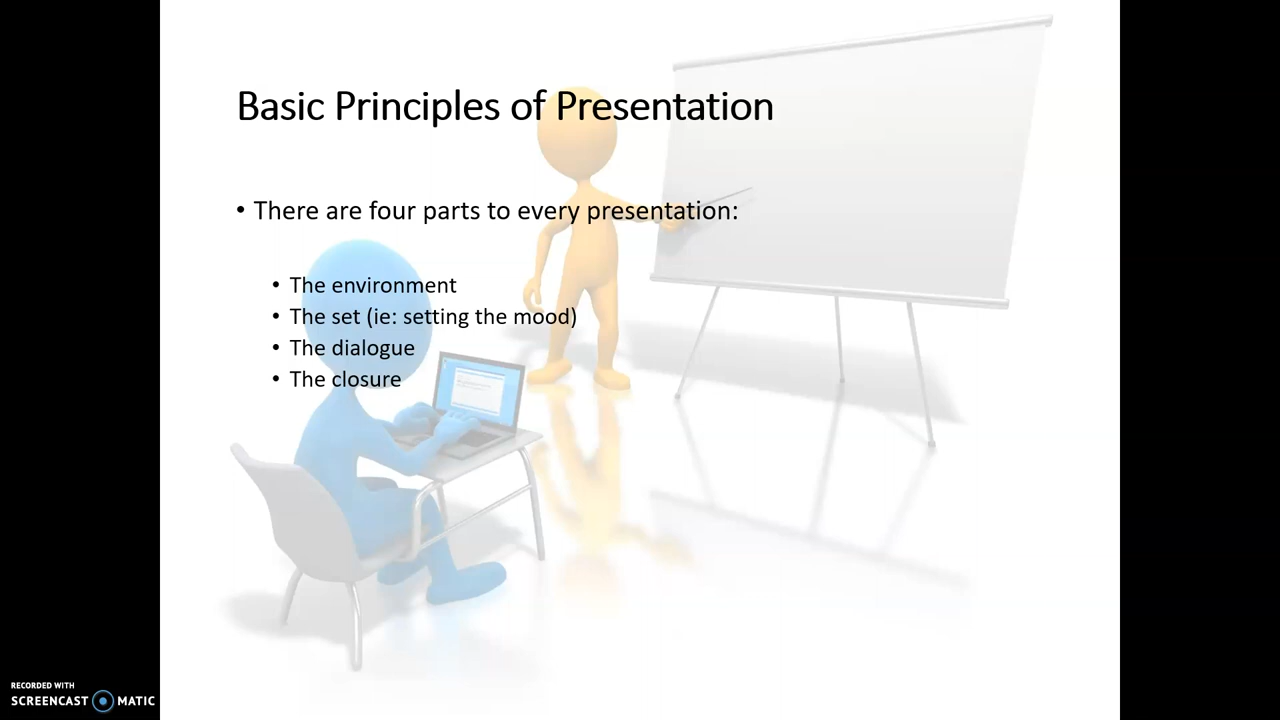 Basic Principles of Presentation
• There are four parts to every presentation:
• The environment
• The set (ie: setting the mood)
• The dialogue
• The closure
RECORDED WITH
SCREENCAST MATIC